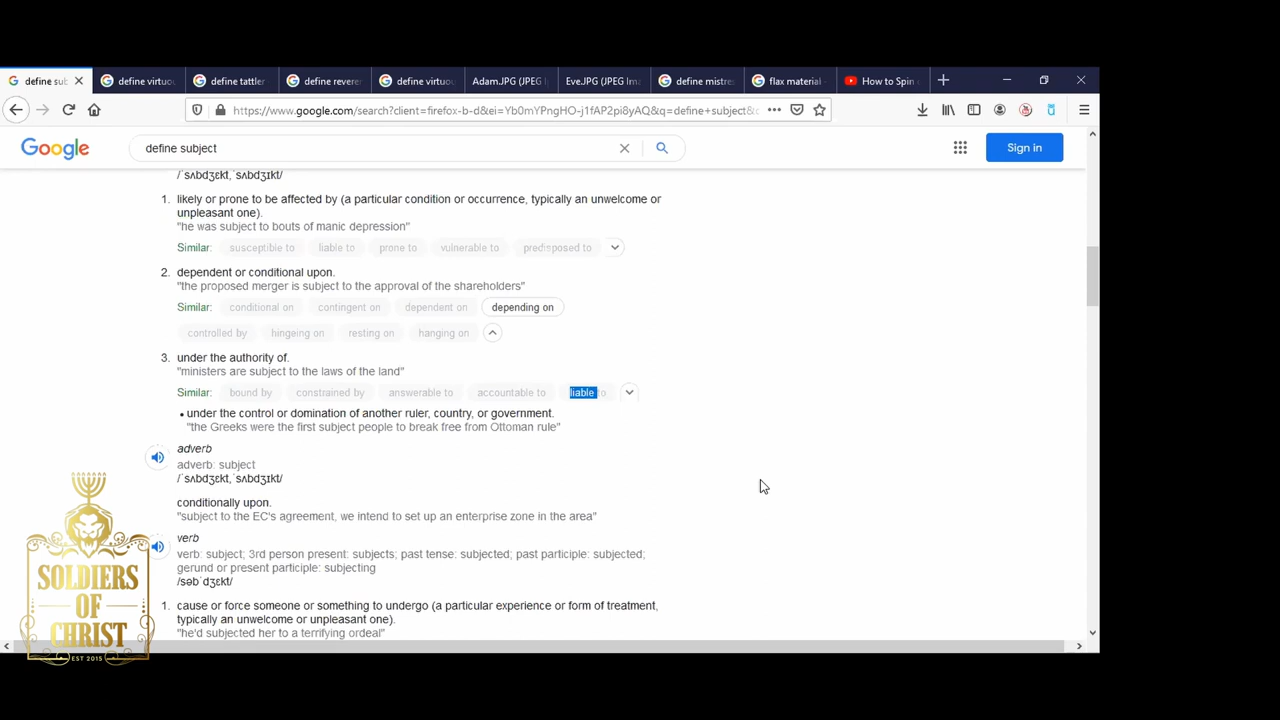 define sub
define virtuou
define tattler
define reveren
define virtuou
Adam.JPG (JPEG I
Eve.JPG (JPEG Ima
define mistres
flax material -
How to Spin
https://www.google.com/search?client=firefox-b-d&ei=Yb0mYPngHO-j1fAP2pi8yAQ&q=define+subject&
Google
define subject
Sign in
/ˈsʌbdʒɛkt,ˈsʌbdʒɪkt/
1. likely or prone to be affected by (a particular condition or occurrence, typically an unwelcome or
unpleasant one).
"he was subject to bouts of manic depression"
Similar: susceptible to liable to prone to vulnerable to predisposed to
2. dependent or conditional upon.
"the proposed merger is subject to the approval of the shareholders"
Similar: conditional on contingent on dependent on depending on
controlled by hingeing on resting on hanging on
3. under the authority of.
"ministers are subject to the laws of the land"
Similar: bound by constrained by answerable to accountable to liable to
• under the control or domination of another ruler, country, or government.
"the Greeks were the first subject people to break free from Ottoman rule"
adverb
adverb: subject
/ˈsʌbdʒɛkt,ˈsʌbdʒɪkt/
conditionally upon.
"subject to the EC's agreement, we intend to set up an enterprise zone in the area"
verb
verb: subject; 3rd person present: subjects; past tense: subjected; past participle: subjected;
gerund or present participle: subjecting
/səbˈdʒɛkt/
1. cause or force someone or something to undergo (a particular experience or form of treatment,
typically an unwelcome or unpleasant one).
"he'd subjected her to a terrifying ordeal"
SOLDIERS
OF
CHRIST
EST 2015